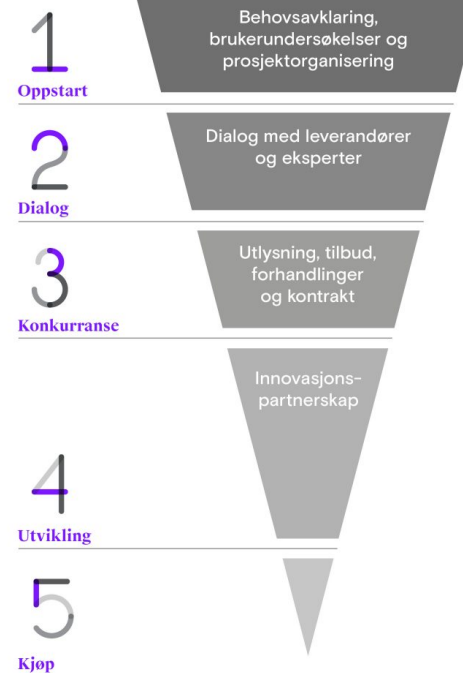 1
Oppstart
Behovsavklaring,
brukerundersøkelser og
prosjektorganisering
2
Dialog
Dialog med leverandører
og eksperter
3
Konkurranse
Utlysning, tilbud,
forhandlinger
og kontrakt
4
Utvikling
Innovasjons-
partnerskap
5
Kjøp